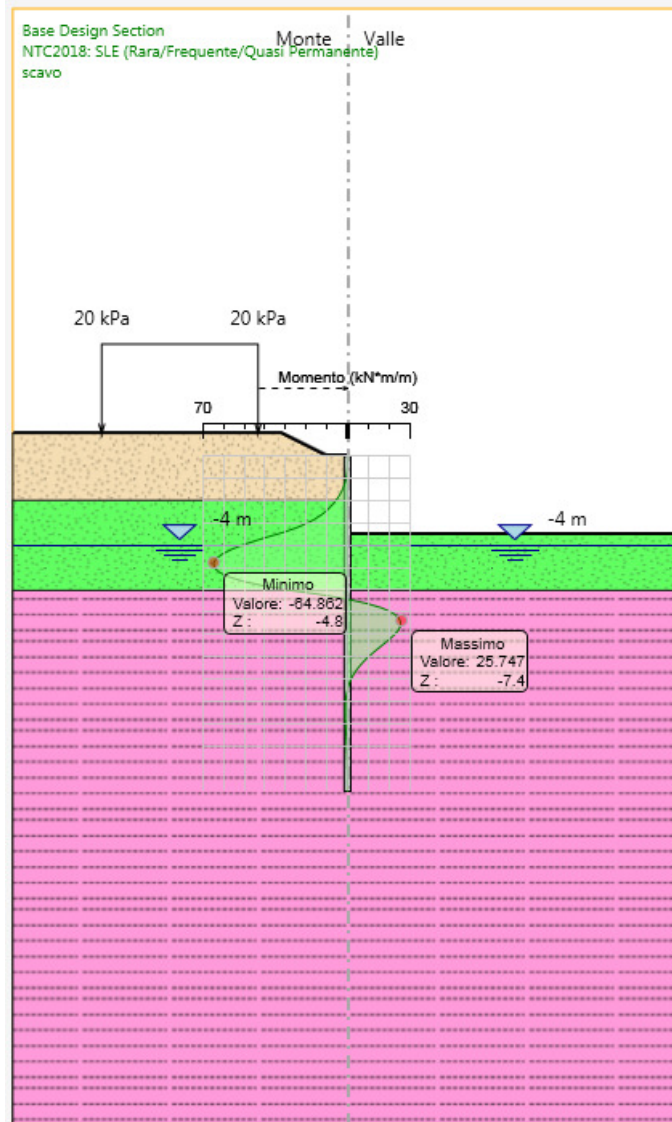 Base Design Section
Monte Valle
NTC2018: SLE (Rara/Frequente/Quasi Permanente)
scavo
20 kPa 20 kPa
Momento (kN*m/m)
70 30
-4 m -4 m
Minimo
Valore: -64.862
Z : -4.8
Massimo
Valore: 25.747
Z : -7.4